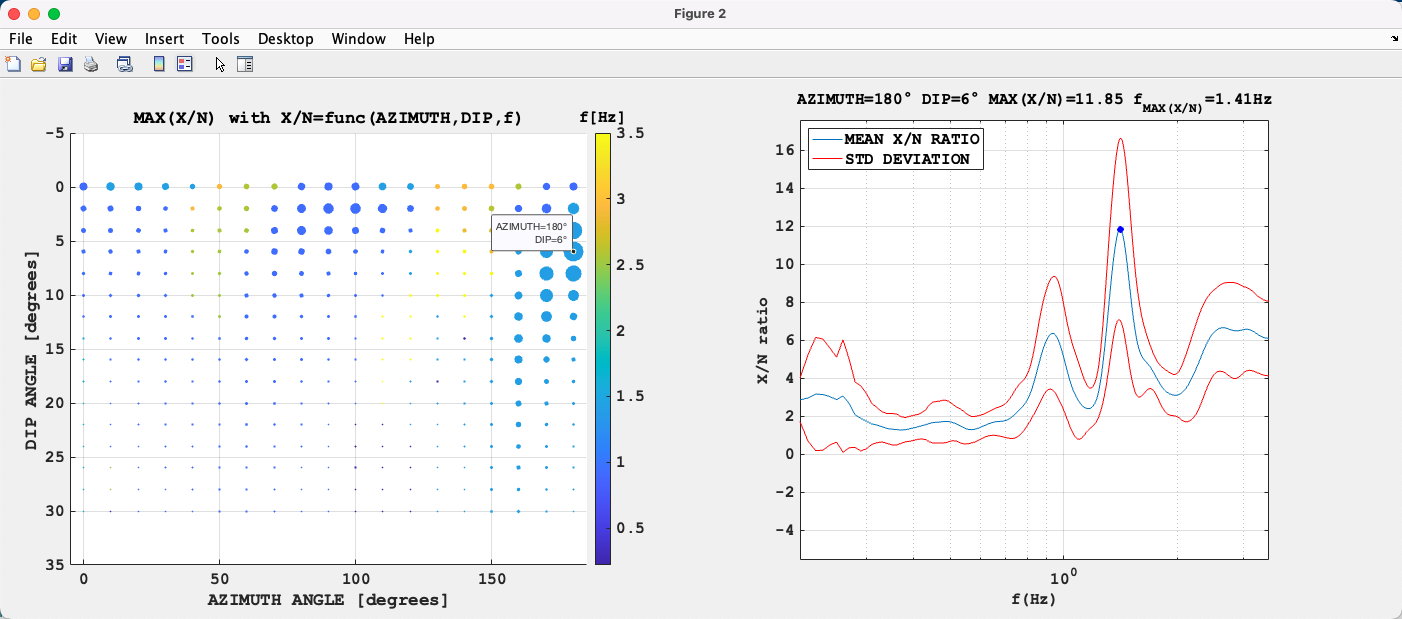 Figure 2
File Edit View Insert Tools Desktop Window Help
MAX(X/N) with X/N=func(AZIMUTH,DIP,f)
f[Hz]
-5
0
5
10
15
20
25
30
35
DIP ANGLE [degrees]
0 50 100 150
AZIMUTH ANGLE [degrees]
AZIMUTH=180°
DIP=6°
3.5
3
2.5
2
1.5
1
0.5
AZIMUTH=180° DIP=6° MAX(X/N)=11.85 fMAX(X/N)=1.41Hz
MEAN X/N RATIO
STD DEVIATION
16
14
12
10
8
6
4
2
0
-2
-4
X/N ratio
10^0
f(Hz)